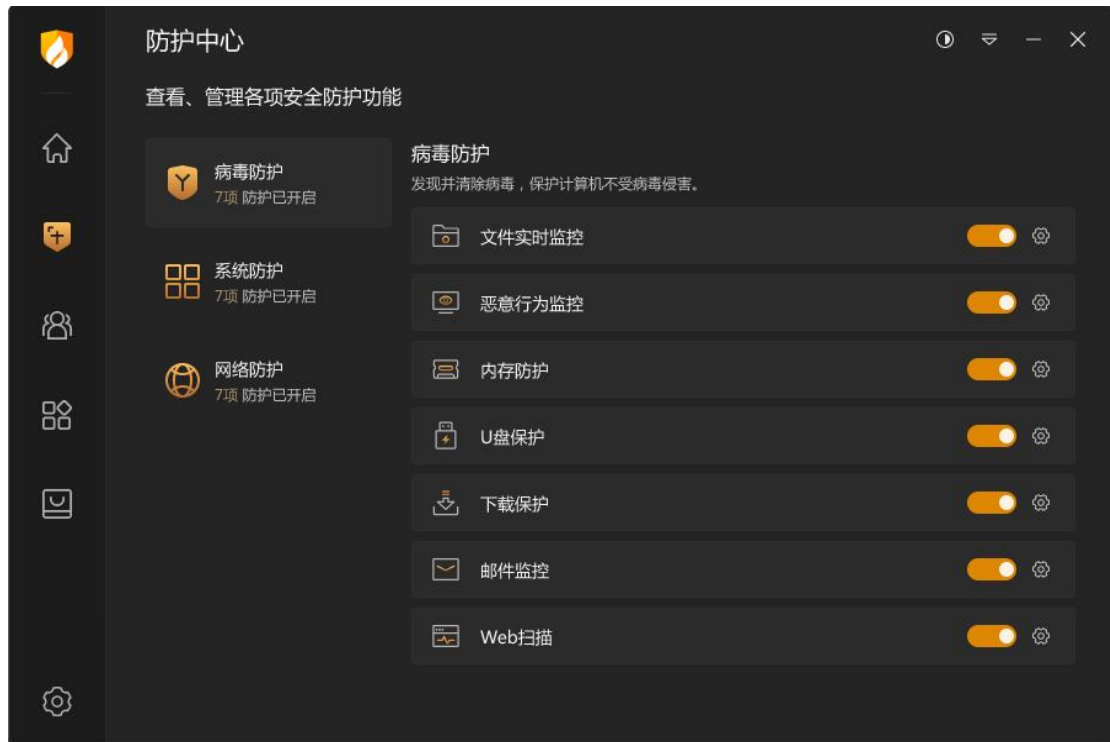 防护中心
查看、管理各项安全防护功能
病毒防护
7项 防护已开启
系统防护
7项 防护已开启
网络防护
7项 防护已开启
病毒防护
发现并清除病毒，保护计算机不受病毒侵害。
文件实时监控
恶意行为监控
内存防护
U盘保护
下载保护
邮件监控
Web扫描